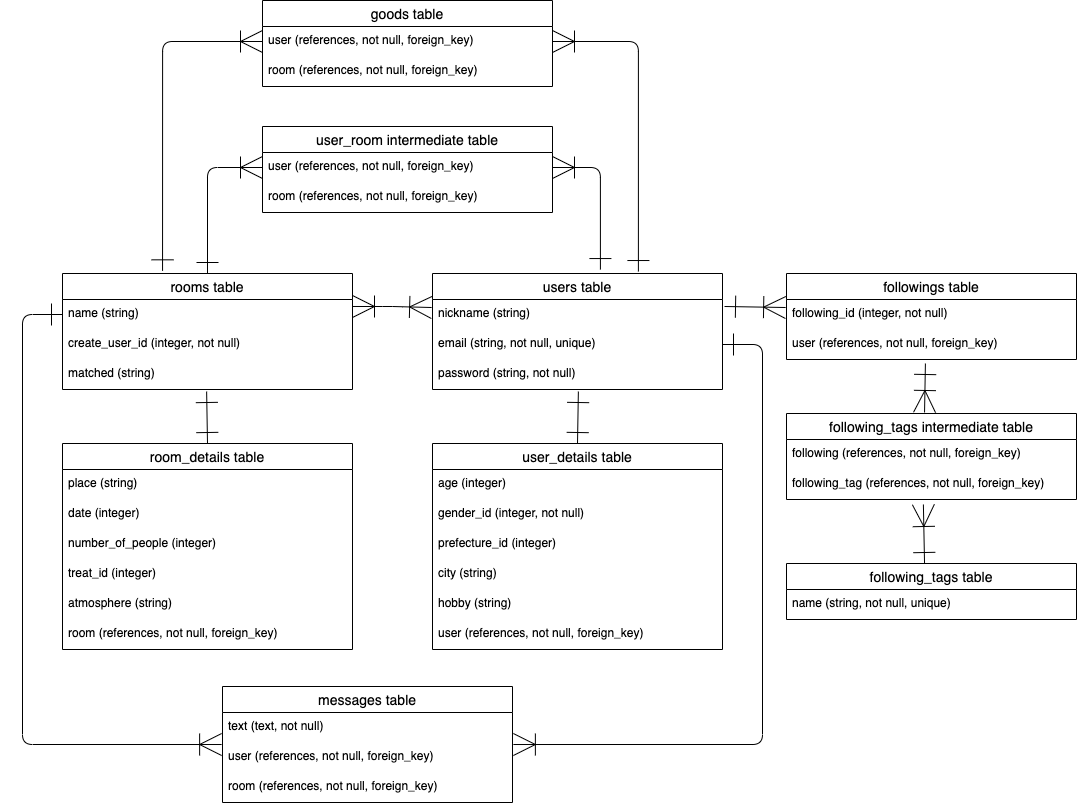 goods table
user (references, not null, foreign_key)
room (references, not null, foreign_key)
user_room intermediate table
user (references, not null, foreign_key)
room (references, not null, foreign_key)
rooms table
name (string)
create_user_id (integer, not null)
matched (string)
users table
nickname (string)
email (string, not null, unique)
password (string, not null)
followings table
following_id (integer, not null)
user (references, not null, foreign_key)
following_tags intermediate table
following (references, not null, foreign_key)
following_tag (references, not null, foreign_key)
room_details table
place (string)
date (integer)
number_of_people (integer)
treat_id (integer)
atmosphere (string)
room (references, not null, foreign_key)
user_details table
age (integer)
gender_id (integer, not null)
prefecture_id (integer)
city (string)
hobby (string)
user (references, not null, foreign_key)
following_tags table
name (string, not null, unique)
messages table
text (text, not null)
user (references, not null, foreign_key)
room (references, not null, foreign_key)